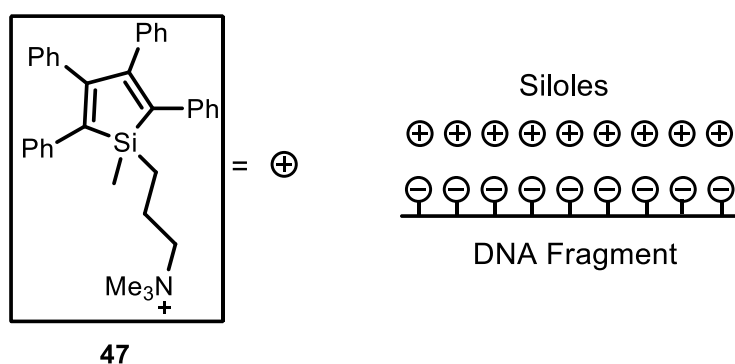 Ph
Ph
Ph
Ph
Si
Me3N
+
47
= ⊕
Siloles
⊕ ⊕ ⊕ ⊕ ⊕ ⊕ ⊕ ⊕ ⊕
⊖ ⊖ ⊖ ⊖ ⊖ ⊖ ⊖ ⊖ ⊖
DNA Fragment